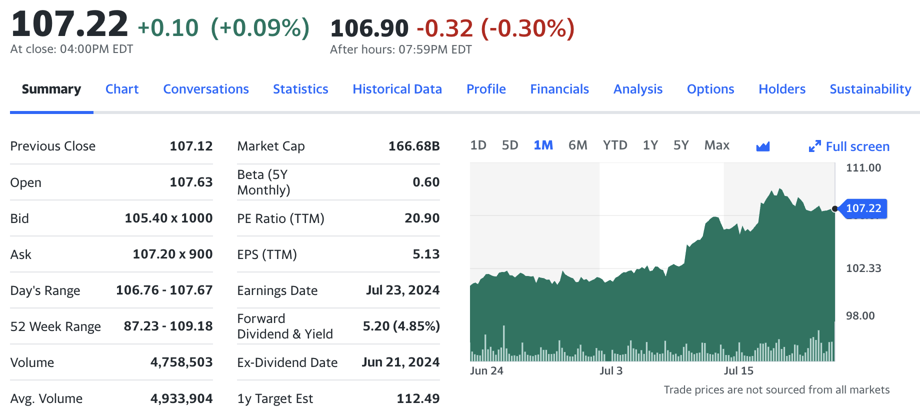 107.22 +0.10 (+0.09%) 106.90 -0.32 (-0.30%)
At close: 04:00PM EDT After hours: 07:59PM EDT
Summary Chart Conversations Statistics Historical Data Profile Financials Analysis Options Holders Sustainability
Previous Close 107.12
Open 107.63
Bid 105.40 x 1000
Ask 107.20 x 900
Day's Range 106.76 - 107.67
52 Week Range 87.23 - 109.18
Volume 4,758,503
Avg. Volume 4,933,904
Market Cap 166.68B
Beta (5Y
Monthly) 0.60
PE Ratio (TTM) 20.90
EPS (TTM) 5.13
Earnings Date Jul 23, 2024
Forward
Dividend & Yield 5.20 (4.85%)
Ex-Dividend Date Jun 21, 2024
1y Target Est 112.49
1D 5D 1M 6M YTD 1Y 5Y Max Full screen
111.00
107.22
102.33
98.00
Jun 24 Jul 3 Jul 15
Trade prices are not sourced from all markets